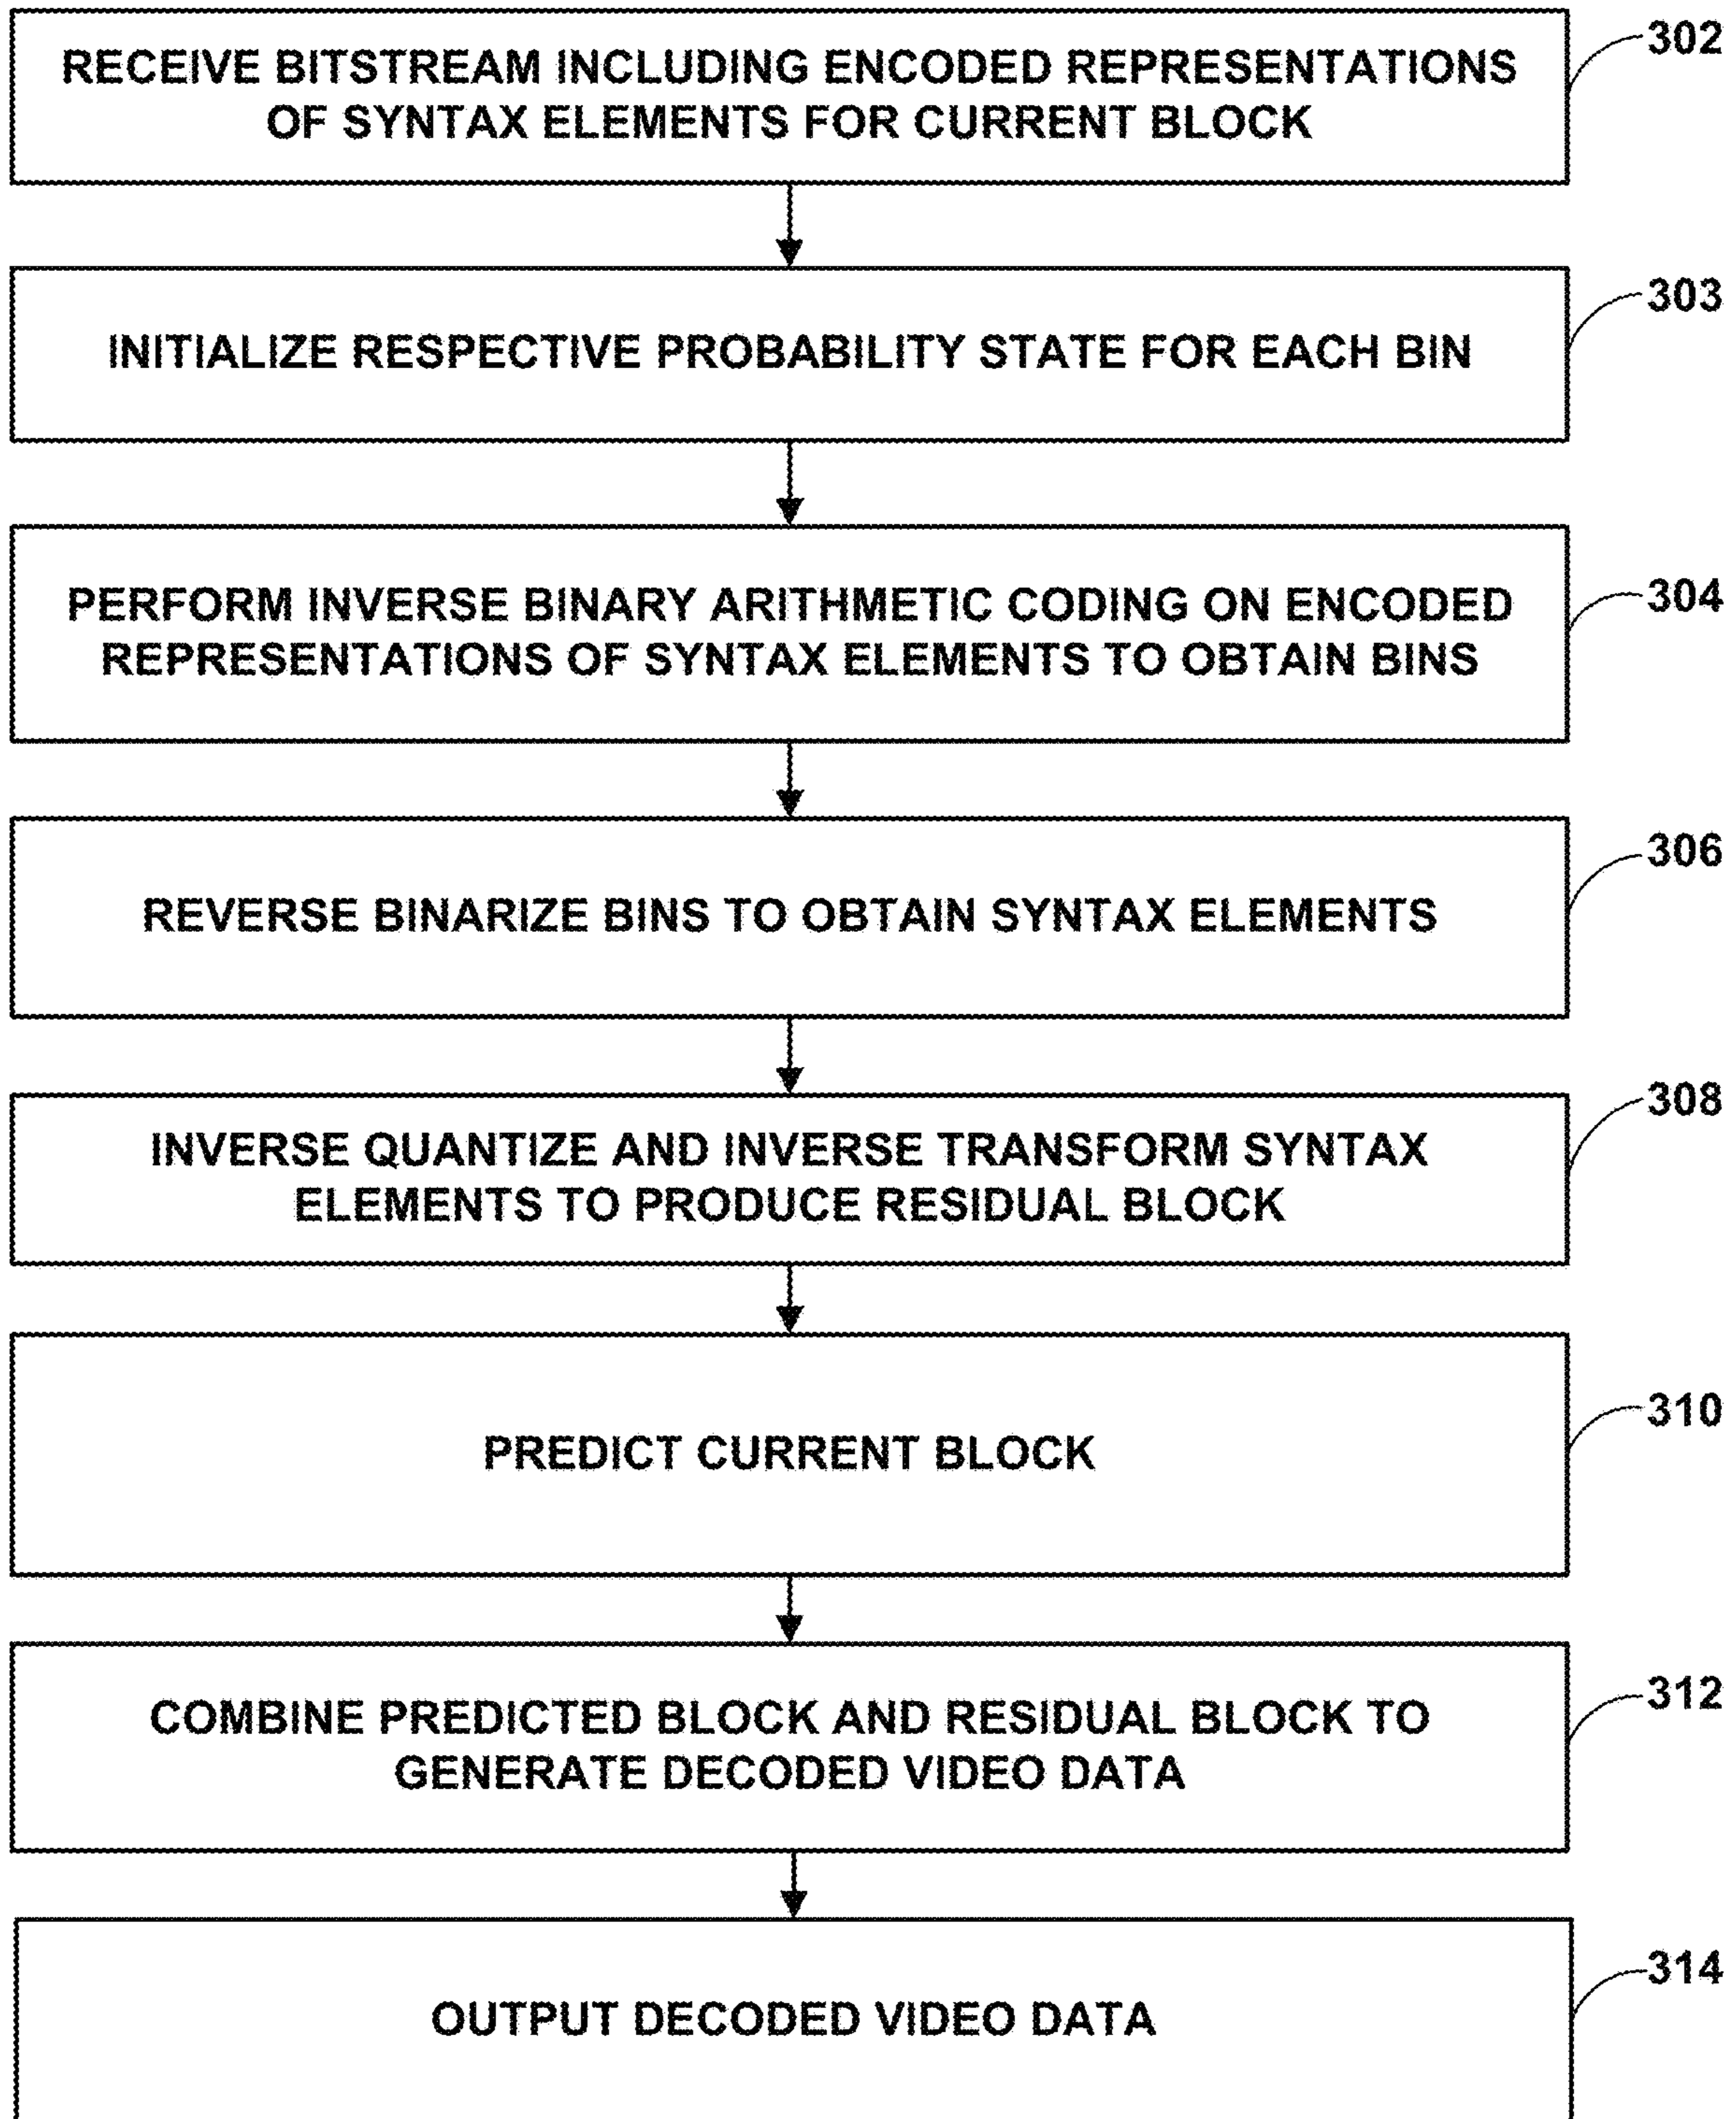 RECEIVE BITSTREAM INCLUDING ENCODED REPRESENTATIONS
OF SYNTAX ELEMENTS FOR CURRENT BLOCK
302
INITIALIZE RESPECTIVE PROBABILITY STATE FOR EACH BIN
303
PERFORM INVERSE BINARY ARITHMETIC CODING ON ENCODED
REPRESENTATIONS OF SYNTAX ELEMENTS TO OBTAIN BINS
304
REVERSE BINARIZE BINS TO OBTAIN SYNTAX ELEMENTS
306
INVERSE QUANTIZE AND INVERSE TRANSFORM SYNTAX
ELEMENTS TO PRODUCE RESIDUAL BLOCK
308
PREDICT CURRENT BLOCK
310
COMBINE PREDICTED BLOCK AND RESIDUAL BLOCK TO
GENERATE DECODED VIDEO DATA
312
OUTPUT DECODED VIDEO DATA
314